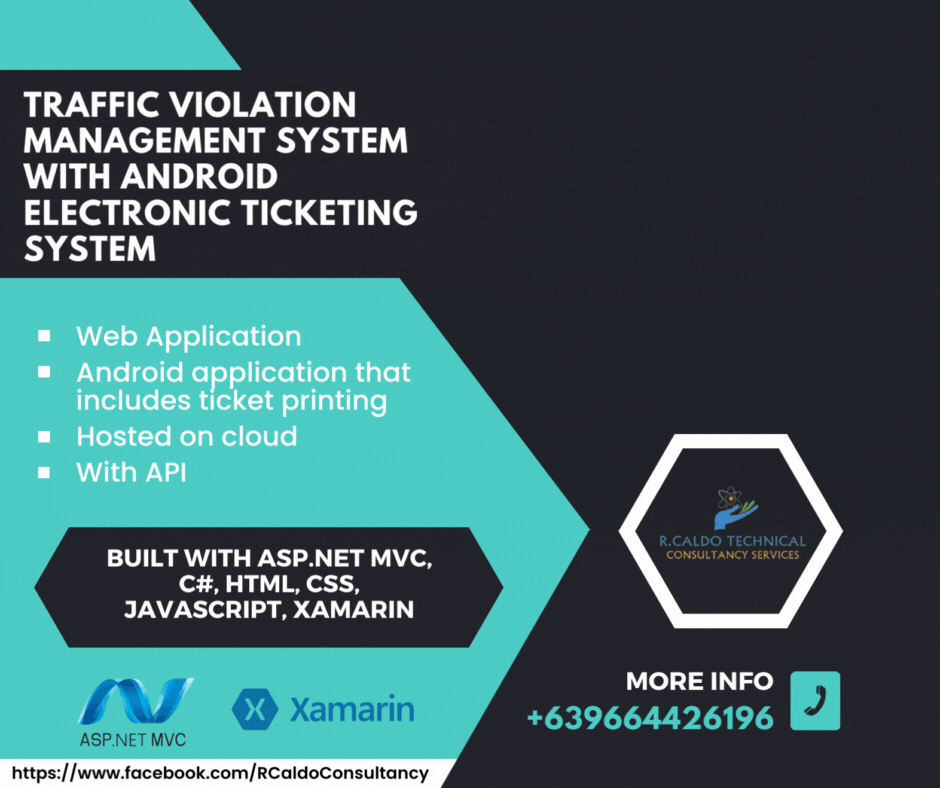 TRAFFIC VIOLATION
MANAGEMENT SYSTEM
WITH ANDROID
ELECTRONIC TICKETING
SYSTEM
Web Application
Android application that
includes ticket printing
Hosted on cloud
With API
BUILT WITH ASP.NET MVC,
C#, HTML, CSS,
JAVASCRIPT, XAMARIN
ASP.NET MVC
X Xamarin
https://www.facebook.com/RCaldoConsultancy
R.CALDO TECHNICAL
CONSULTANCY SERVICES
MORE INFO
+639664426196